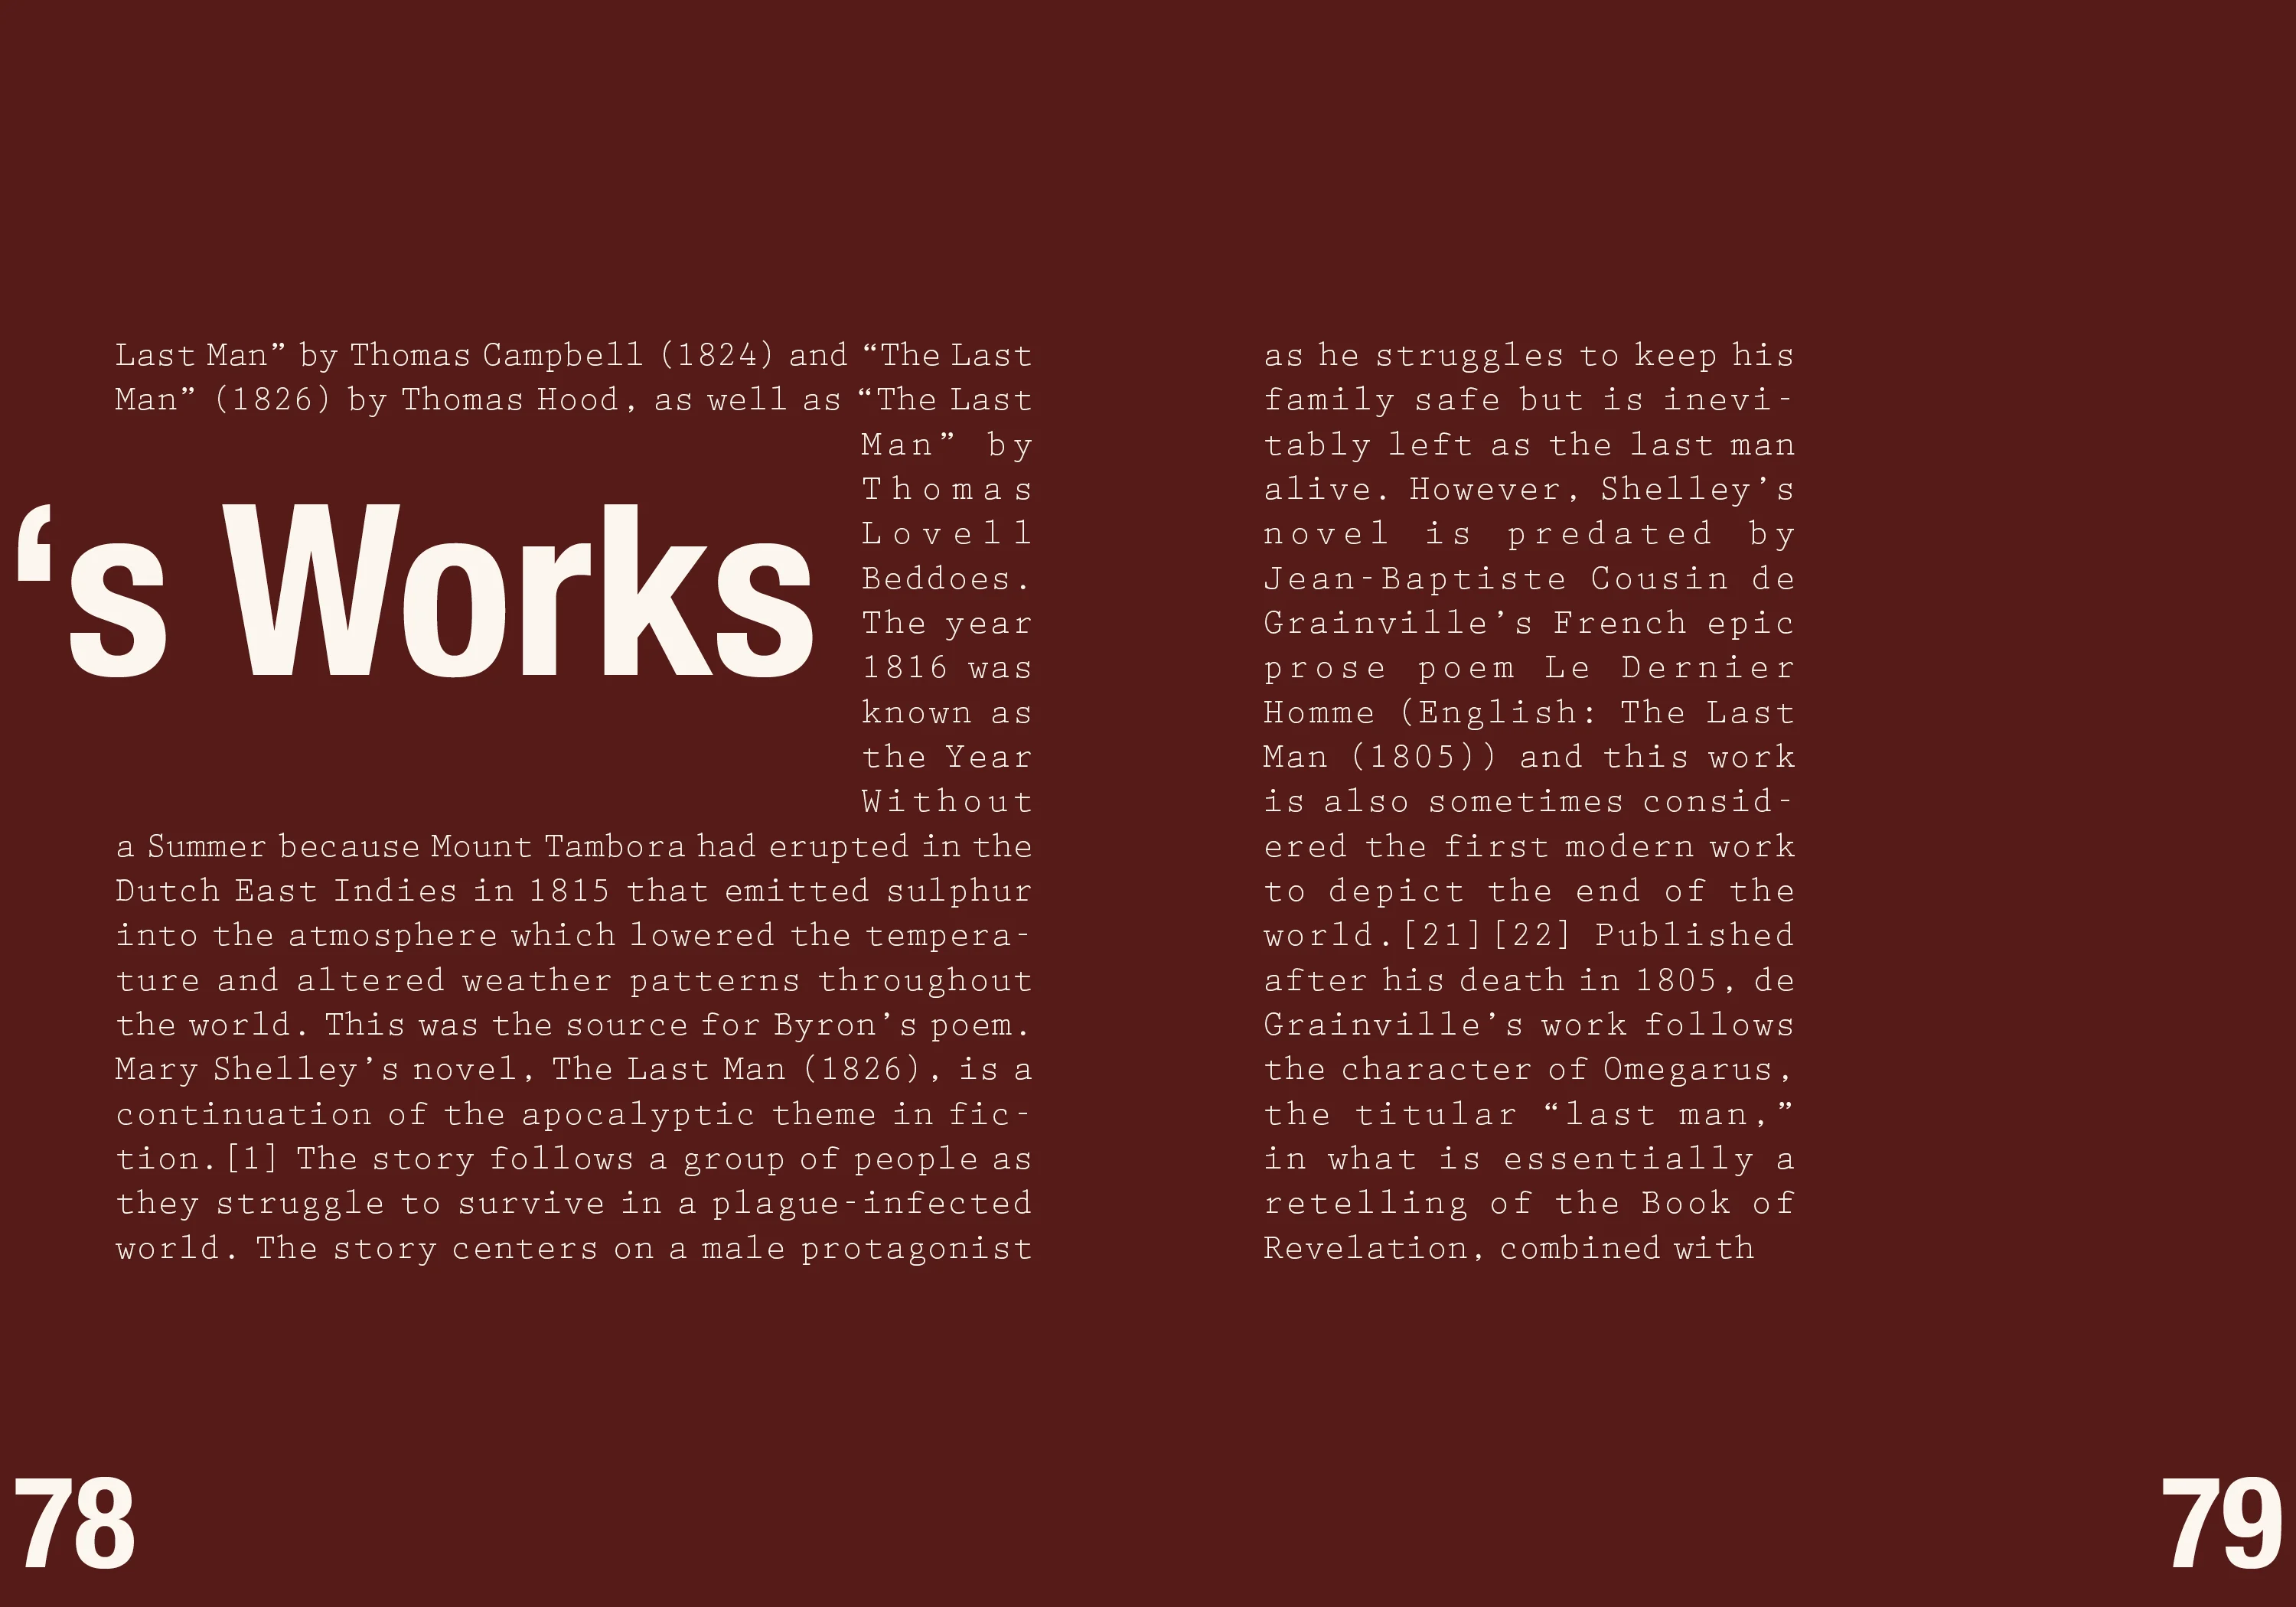 Last Man” by Thomas Campbell (1824) and “The Last
Man” (1826) by Thomas Hood, as well as “The Last
Man” by
Thomas
Lovell
Beddoes.
The year
1816 was
known as
the Year
Without
‘s Works
a Summer because Mount Tambora had erupted in the
Dutch East Indies in 1815 that emitted sulphur
into the atmosphere which lowered the tempera-
ture and altered weather patterns throughout
the world. This was the source for Byron’s poem.
Mary Shelley’s novel, The Last Man (1826), is a
continuation of the apocalyptic theme in fic-
tion.[1] The story follows a group of people as
they struggle to survive in a plague-infected
world. The story centers on a male protagonist
as he struggles to keep his
family safe but is inevi-
tably left as the last man
alive. However, Shelley’s
novel is predated by
Jean-Baptiste Cousin de
Grainville’s French epic
prose poem Le Dernier
Homme (English: The Last
Man (1805)) and this work
is also sometimes consid-
ered the first modern work
to depict the end of the
world.[21][22] Published
after his death in 1805, de
Grainville’s work follows
the character of Omegarus,
the titular “last man,”
in what is essentially a
retelling of the Book of
Revelation, combined with
78
79